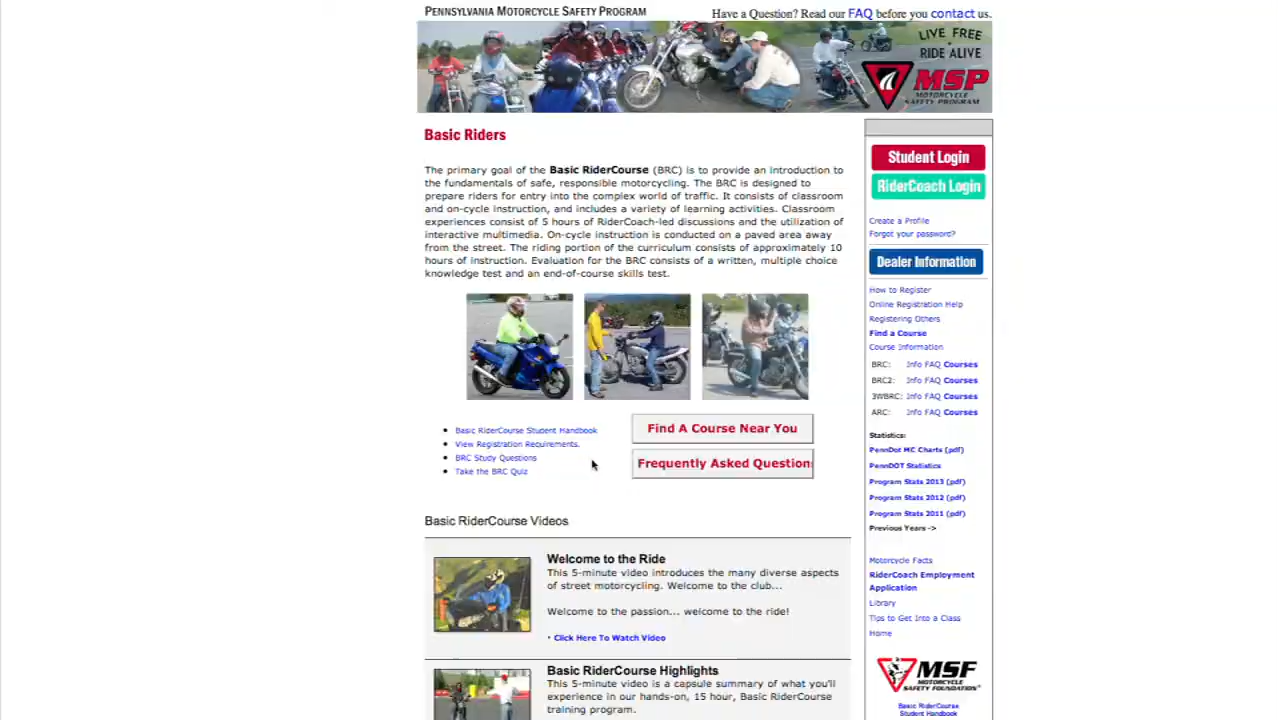 PENNSYLVANIA MOTORCYCLE SAFETY PROGRAM
Have a Question? Read our FAQ before you contact us.
LIVE FREE
RIDE ALIVE
MSP
MOTORCYCLE
SAFETY PROGRAM
Basic Riders
The primary goal of the Basic RiderCourse (BRC) is to provide an introduction to
the fundamentals of safe, responsible motorcycling. The BRC is designed to
prepare riders for entry into the complex world of traffic. It consists of classroom
and on-cycle instruction, and includes a variety of learning activities. Classroom
experiences consist of 5 hours of RiderCoach-led discussions and the utilization of
interactive multimedia. On-cycle instruction is conducted on a paved area away
from the street. The riding portion of the curriculum consists of approximately 10
hours of instruction. Evaluation for the BRC consists of a written, multiple choice
knowledge test and an end-of-course skills test.
• Basic RiderCourse Student Handbook
• View Registration Requirements.
• BRC Study Questions
• Take the BRC Quiz
Find A Course Near You
Frequently Asked Question
Basic RiderCourse Videos
Welcome to the Ride
This 5-minute video introduces the many diverse aspects
of street motorcycling. Welcome to the club...
Welcome to the passion... welcome to the ride!
• Click Here To Watch Video
Basic RiderCourse Highlights
This 5-minute video is a capsule summary of what you'll
experience in our hands-on, 15 hour, Basic RiderCourse
training program.
Student Login
RiderCoach Login
Create a Profile
Forgot your password?
Dealer Information
How to Register
Online Registration Help
Registering Others
Find a Course
Course Information
BRC: Info FAQ Courses
BRC2: Info FAQ Courses
3WBRC: Info FAQ Courses
ARC: Info FAQ Courses
Statistics:
PennDot MC Charts (pdf)
PennDOT Statistics
Program Stats 2013 (pdf)
Program Stats 2012 (pdf)
Program Stats 2011 (pdf)
Previous Years ->
Motorcycle Facts
RiderCoach Employment
Application
Library
Tips to Get Into a Class
Home
MSF
MOTORCYCLE
SAFETY FOUNDATION
Basic RiderCourse
Student Handbook